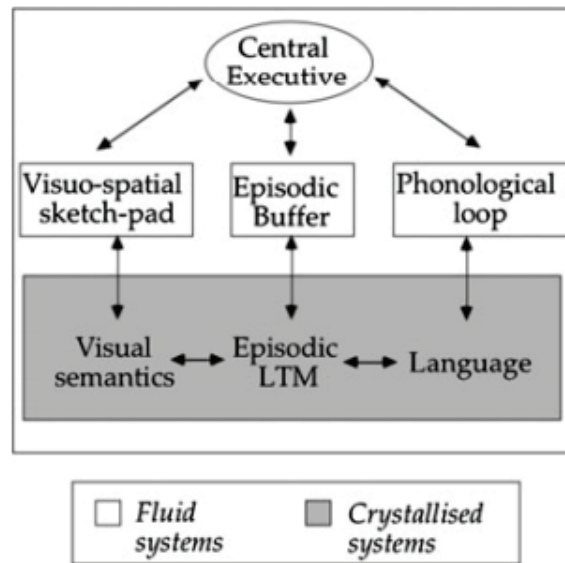 Central
Executive
Visuo-spatial
sketch-pad
Episodic
Buffer
Phonological
loop
Visual
semantics
Episodic
LTM
Language
Fluid
systems
Crystallised
systems